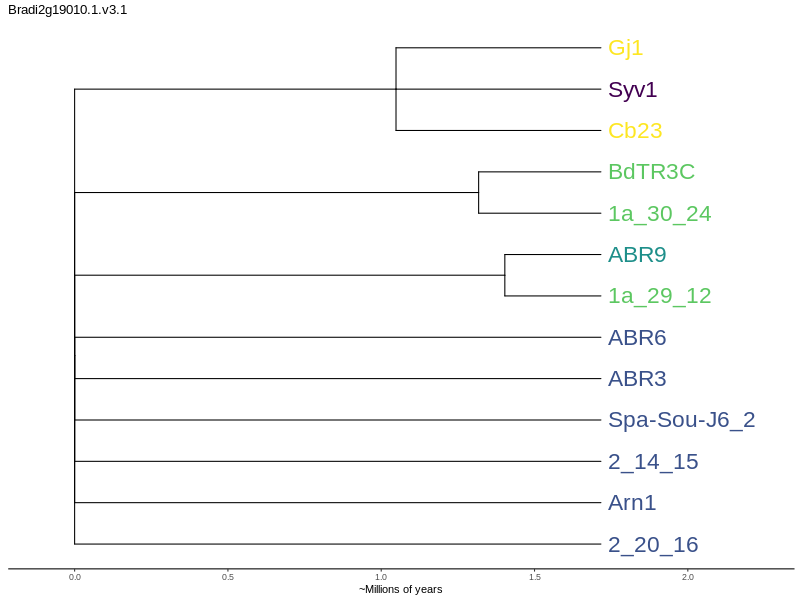 Bradi2g19010.1.v3.1
Gj1
Syv1
Cb23
BdTR3C
1a_30_24
ABR9
1a_29_12
ABR6
ABR3
Spa-Sou-J6_2
2_14_15
Arn1
2_20_16
0.0 0.5 1.0 1.5 2.0
~Millions of years